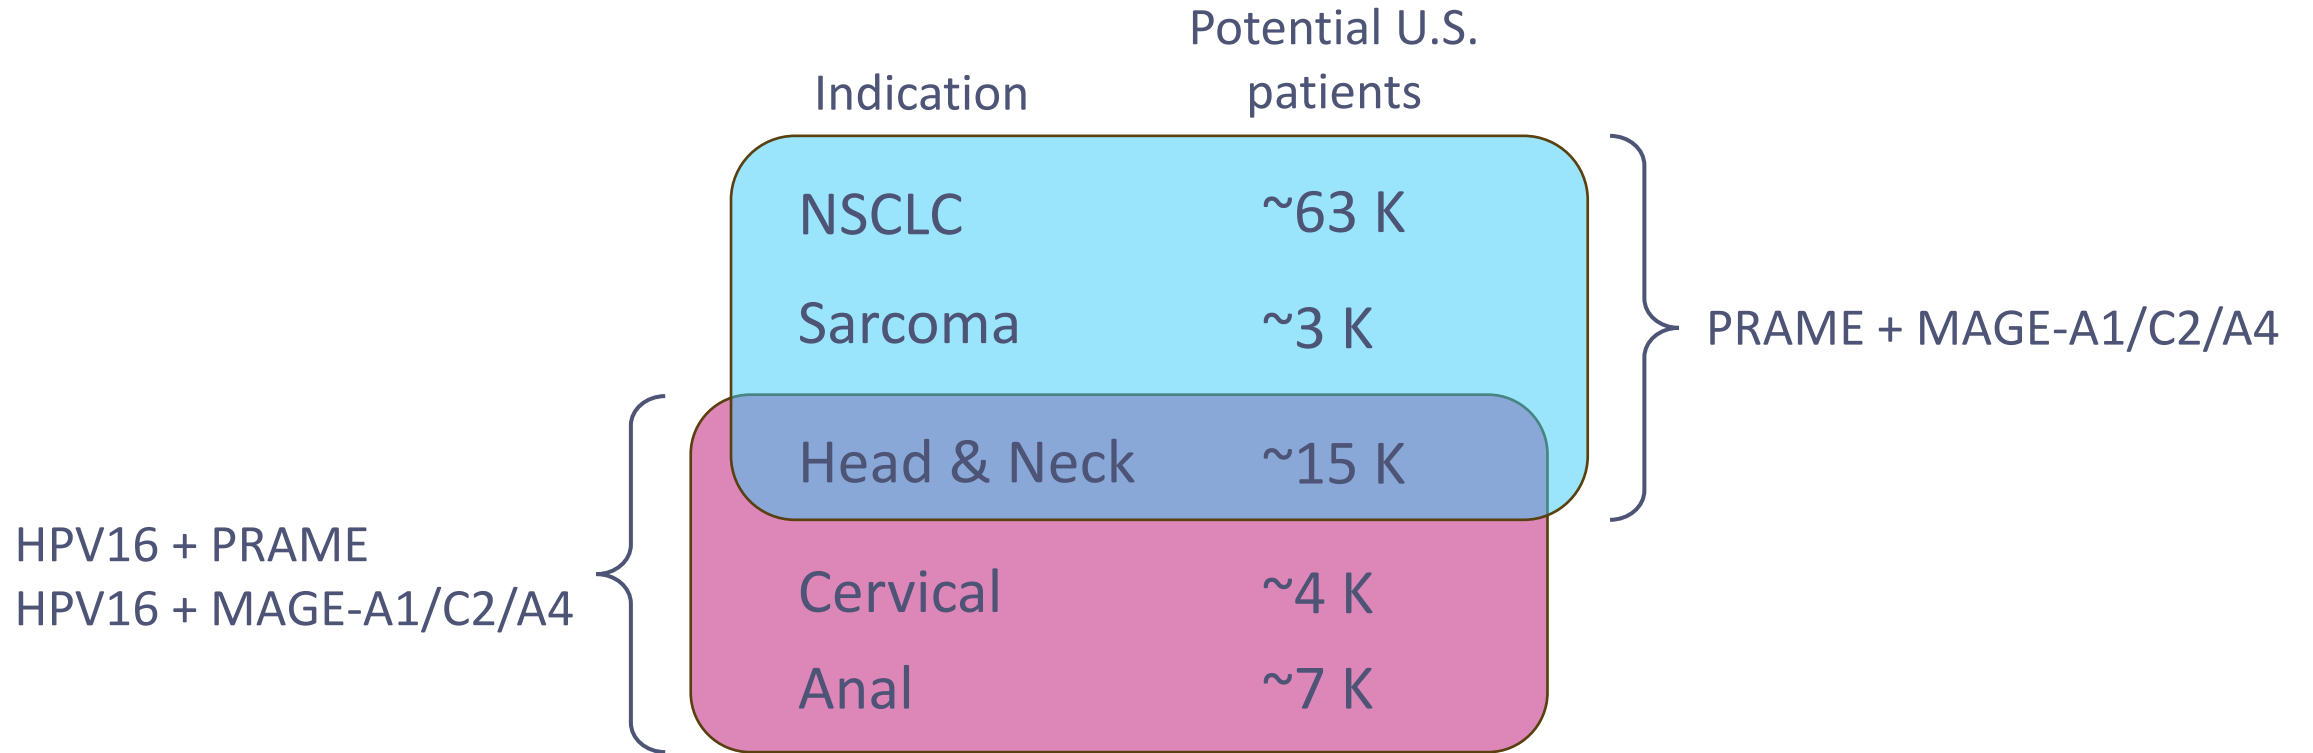 Potential U.S.
Indication patients
NSCLC ~63 K
Sarcoma ~3 K
PRAME + MAGE-A1/C2/A4
Head & Neck ~15 K
HPV16 + PRAME
HPV16 + MAGE-A1/C2/A4
Cervical ~4 K
Anal ~7 K